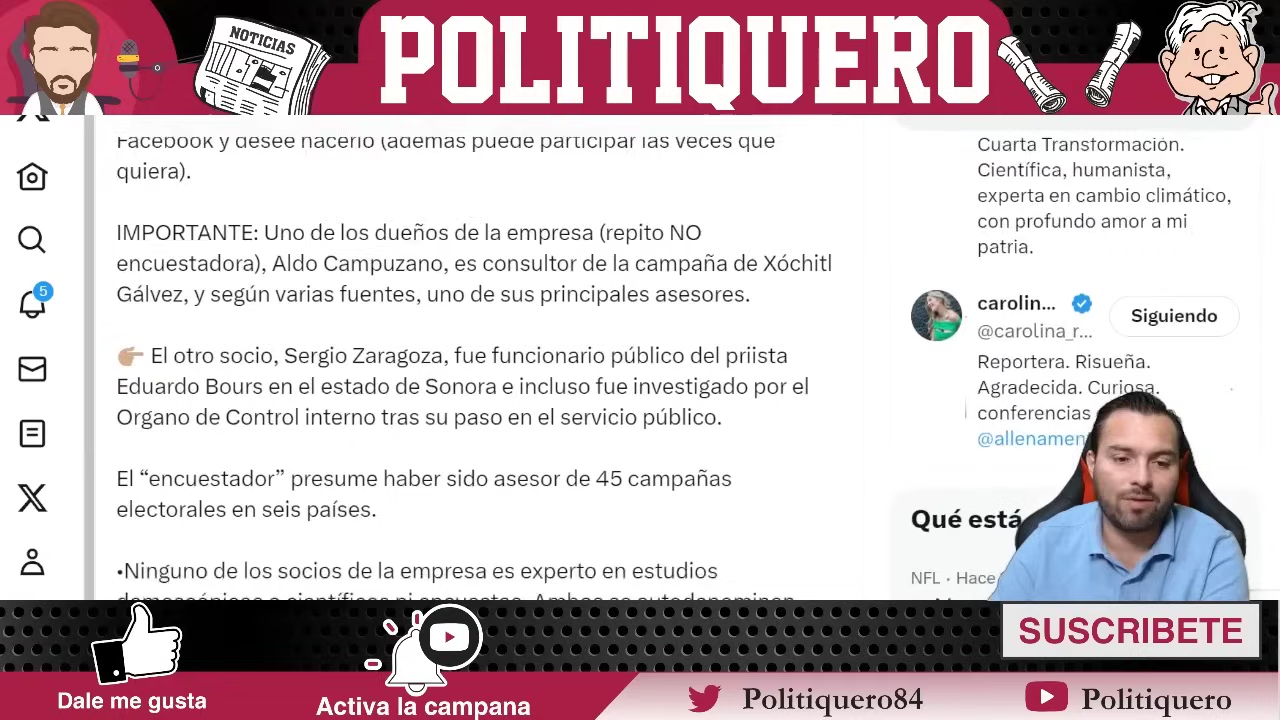 NOTICIAS
POLITIQUERO
Facebook y desee hacerlo (además puede participar las veces que
quiera).
IMPORTANTE: Uno de los dueños de la empresa (repito NO
encuestadora), Aldo Campuzano, es consultor de la campaña de Xóchitl
Gálvez, y según varias fuentes, uno de sus principales asesores.
👉🏽 El otro socio, Sergio Zaragoza, fue funcionario público del priista
Eduardo Bours en el estado de Sonora e incluso fue investigado por el
Organo de Control interno tras su paso en el servicio público.
El “encuestador” presume haber sido asesor de 45 campañas
electorales en seis países.
•Ninguno de los socios de la empresa es experto en estudios
5
Cuarta Transformación.
Científica, humanista,
experta en cambio climático,
con profundo amor a mi
patria.
carolin...
Siguiendo
@carolina_r...
Reportera. Risueña.
Agradecida. Curiosa.
conferencias
@allenamen
Qué está
NFL · Hace
SUSCRIBETE
Dale me gusta
Activa la campana
Politiquero84
Politiquero